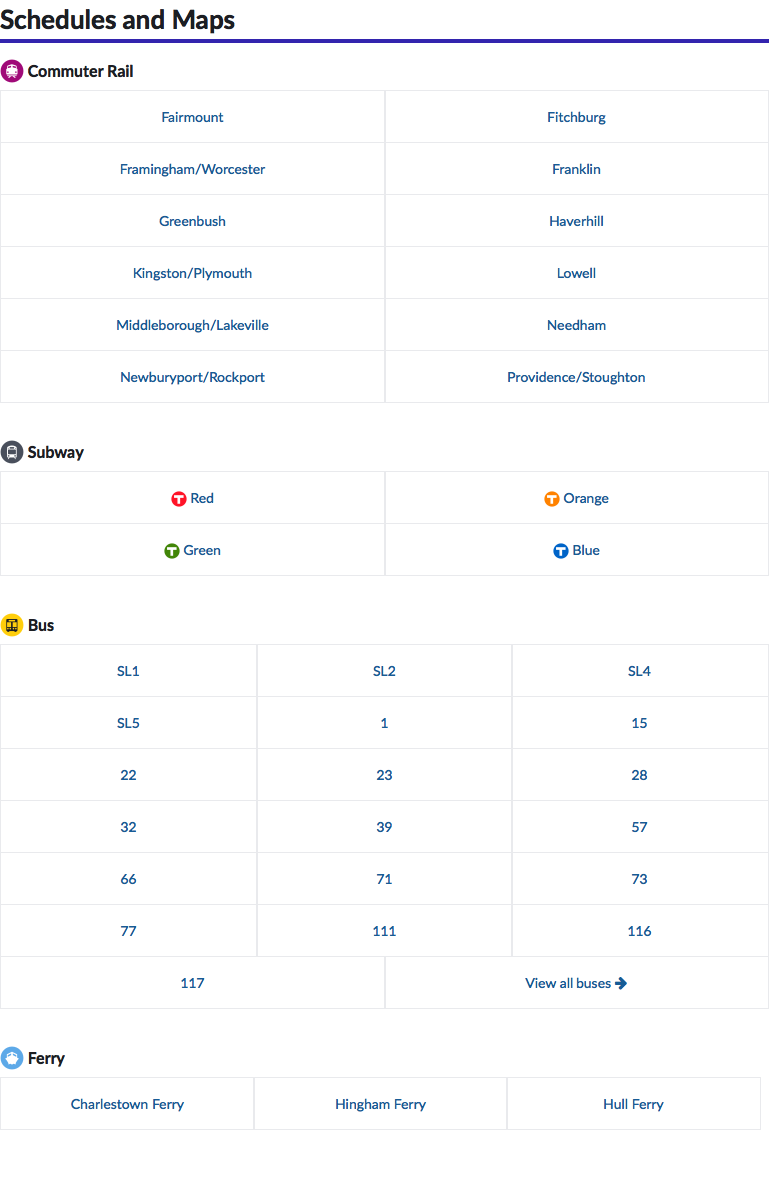 Schedules and Maps
Commuter Rail
Fairmount Fitchburg
Framingham/Worcester Franklin
Greenbush Haverhill
Kingston/Plymouth Lowell
Middleborough/Lakeville Needham
Newburyport/Rockport Providence/Stoughton
Subway
T Red T Orange
T Green T Blue
Bus
SL1 SL2 SL4
SL5 1 15
22 23 28
32 39 57
66 71 73
77 111 116
117 View all buses
Ferry
Charlestown Ferry Hingham Ferry Hull Ferry